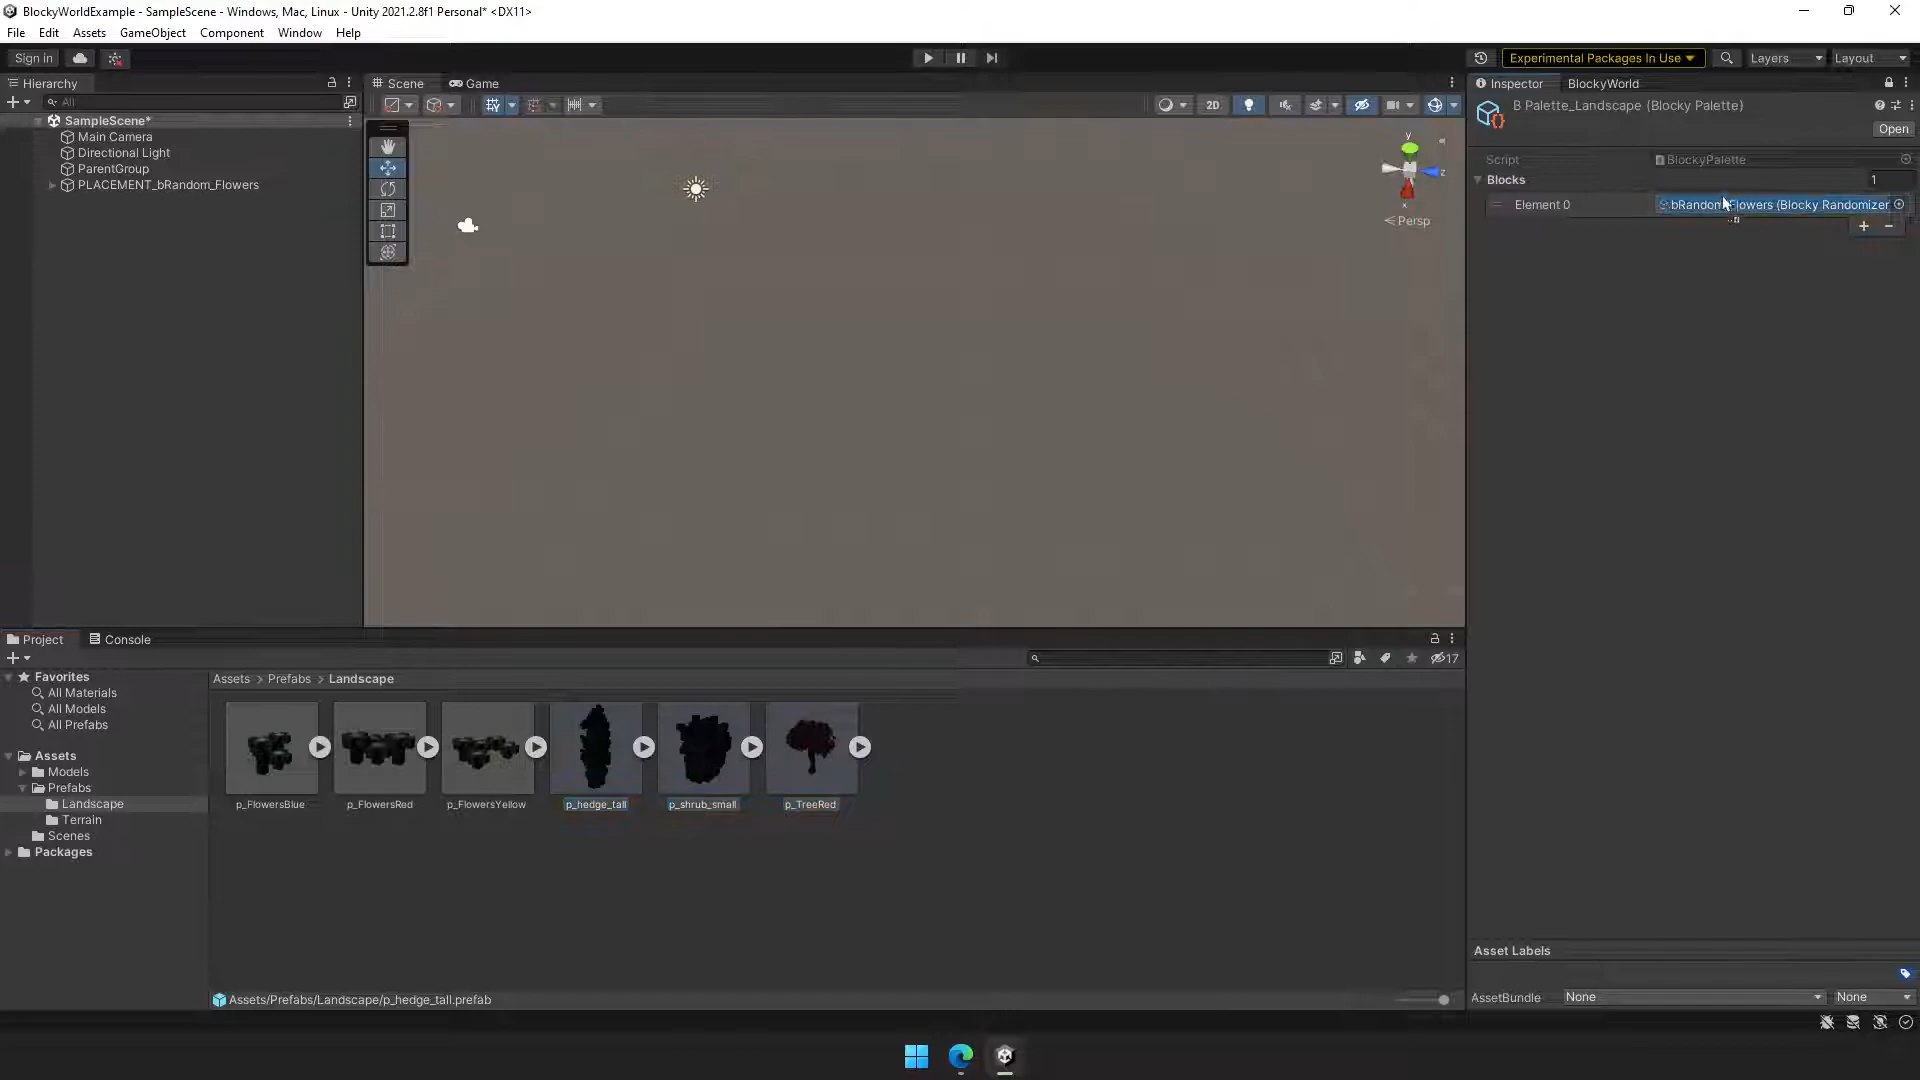 BlockyWorldExample - SampleScene - Windows, Mac, Linux - Unity 2021.2.8f1 Personal* <DX11>
File Edit Assets GameObject Component Window Help
Sign in
Experimental Packages In Use
Layers
Layout
Hierarchy
All
SampleScene*
Main Camera
Directional Light
ParentGroup
PLACEMENT_bRandom_Flowers
Scene
Game
2D
y
z
x
Persp
Inspector
BlockyWorld
B Palette_Landscape (Blocky Palette)
Open
Script
BlockyPalette
Blocks
1
Element 0
bRandom_Flowers (Blocky Randomizer
Project
Console
17
Favorites
All Materials
All Models
All Prefabs
Assets
Models
Prefabs
Landscape
Terrain
Scenes
Packages
Assets > Prefabs > Landscape
p_FlowersBlue
p_FlowersRed
p_FlowersYellow
p_hedge_tall
p_shrub_small
p_TreeRed
Assets/Prefabs/Landscape/p_hedge_tall.prefab
Asset Labels
AssetBundle
None
None